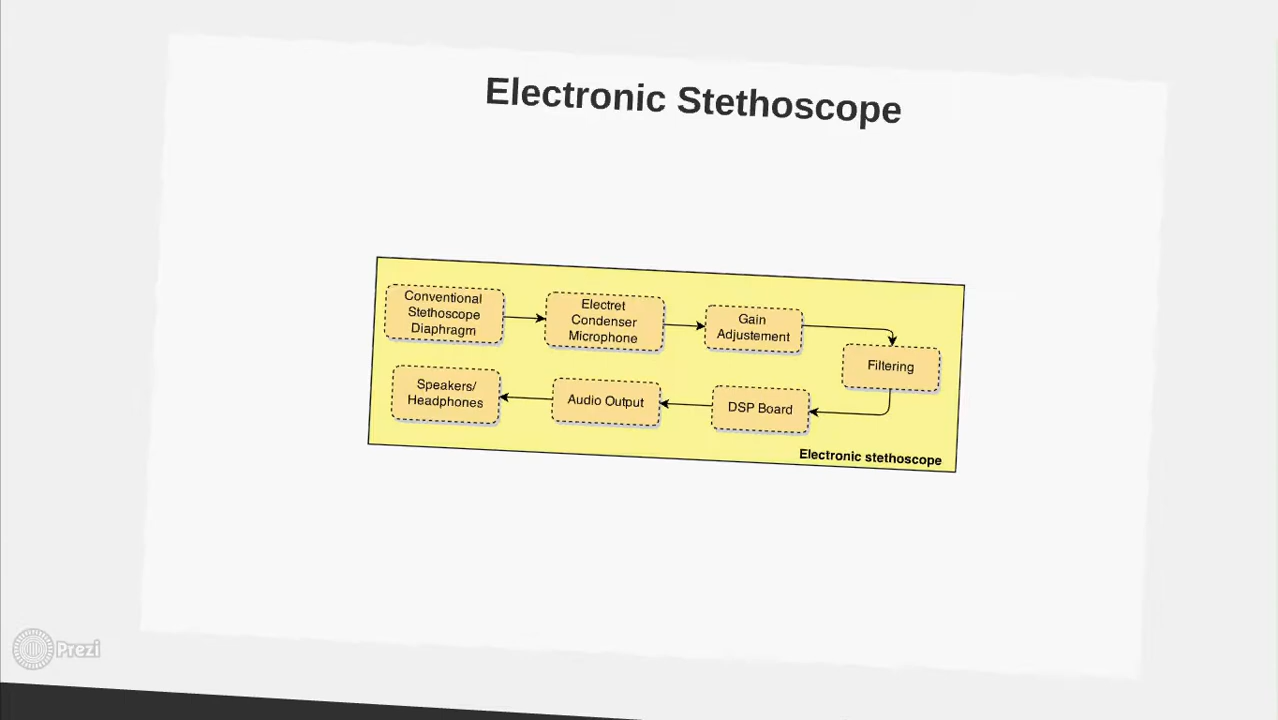 Electronic Stethoscope
Conventional
Stethoscope
Diaphragm
Electret
Condenser
Microphone
Gain
Adjustement
Filtering
Speakers/
Headphones
Audio Output
DSP Board
Electronic stethoscope
Prezi